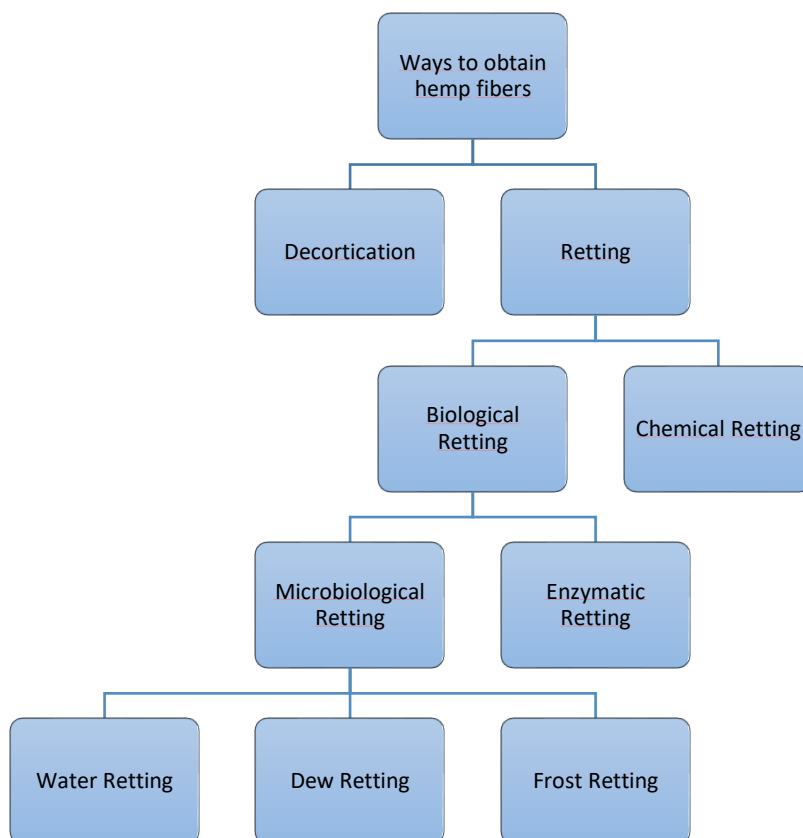 Ways to obtain
hemp fibers
Decortication
Retting
Biological
Retting
Chemical Retting
Microbiological
Retting
Enzymatic
Retting
Water Retting
Dew Retting
Frost Retting